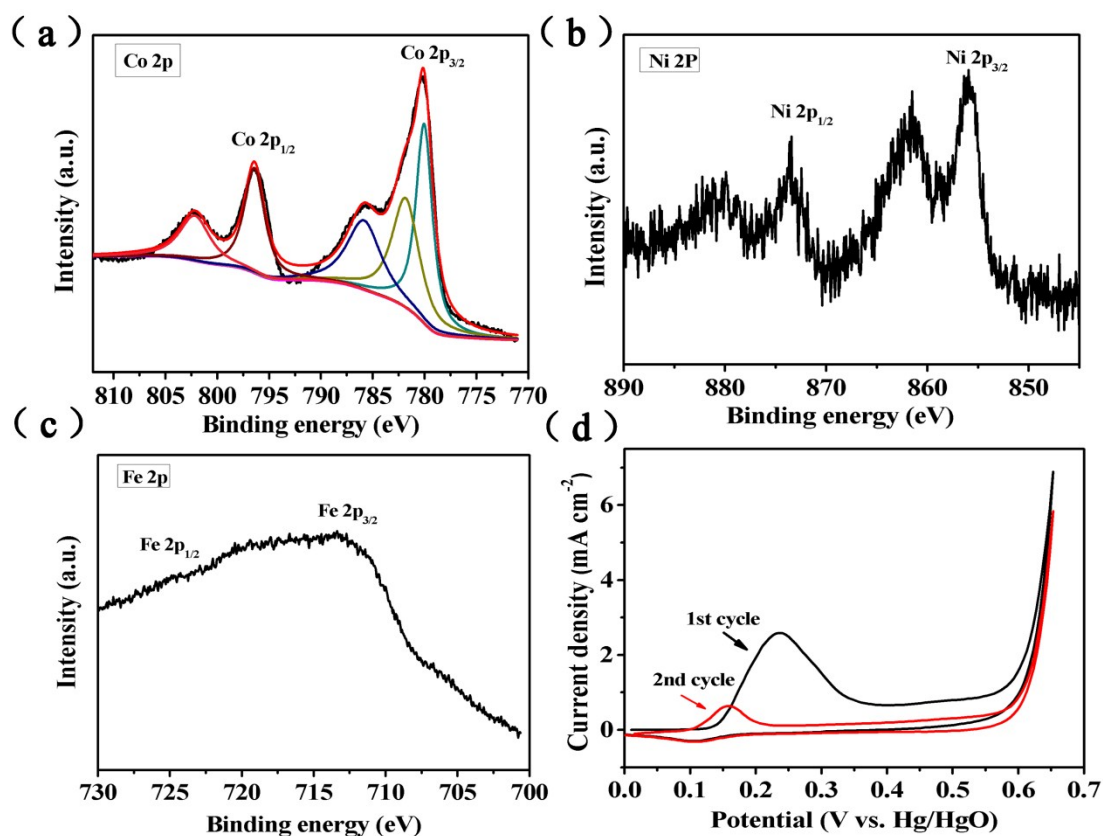 (a)
Co 2p
Co 2p3/2
Co 2p1/2
Intensity (a.u.)
810 805 800 795 790 785 780 775 770
Binding energy (eV)
(b)
Ni 2P
Ni 2p3/2
Ni 2p1/2
Intensity (a.u.)
890 880 870 860 850
Binding energy (eV)
(c)
Fe 2p
Fe 2p3/2
Fe 2p1/2
Intensity (a.u.)
730 725 720 715 710 705 700
Binding energy (eV)
(d)
Current density (mA cm-2)
6
4
2
0
1st cycle
2nd cycle
0.0 0.1 0.2 0.3 0.4 0.5 0.6 0.7
Potential (V vs. Hg/HgO)